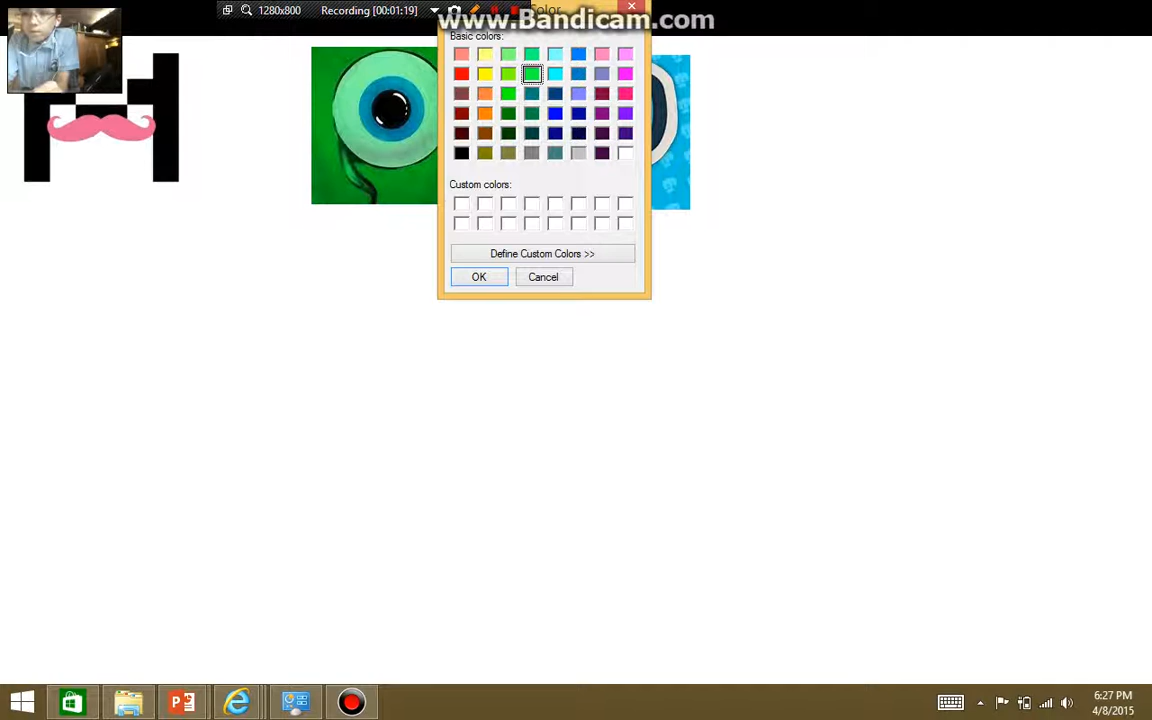 1280x800 Recording [00:01:19]
Color
www.Bandicam.com
Basic colors:
Custom colors:
Define Custom Colors >>
OK Cancel
6:27 PM
4/8/2015